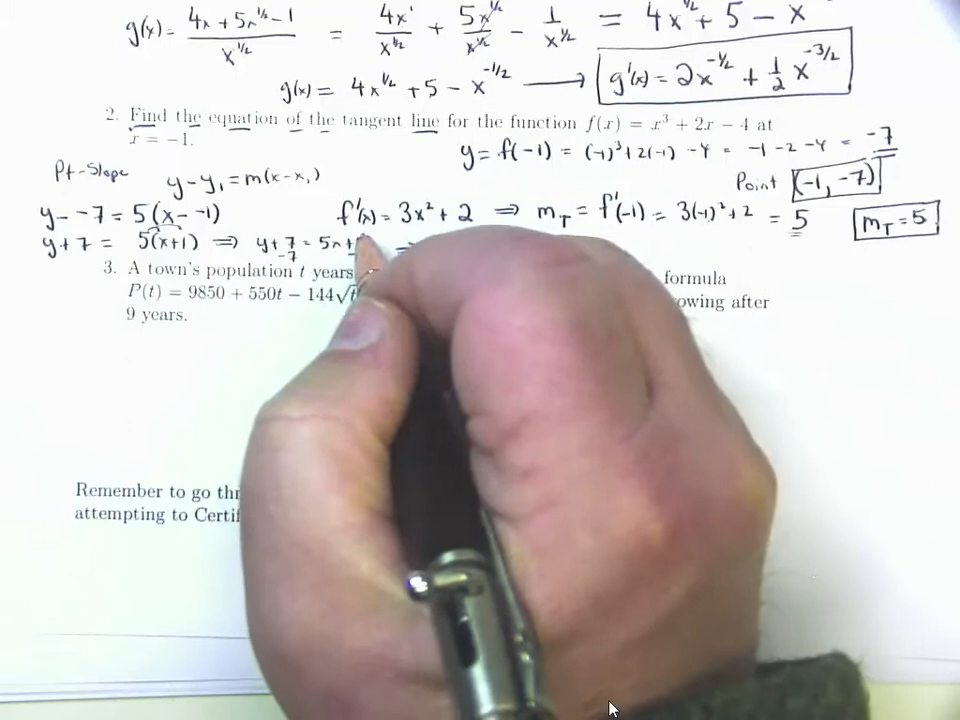 g(x) = (4x + 5x^1/2 - 1) / x^1/2 = 4x^1/x^1/2 + 5x^1/2/x^1/2 - 1/x^1/2 = 4x^1/2 + 5 - x
g(x) = 4x^1/2 + 5 - x^-1/2 → g'(x) = 2x^-1/2 + 1/2 x^-3/2
2. Find the equation of the tangent line for the function f(x) = x³ + 2x − 4 at
x = −1.
y = f(-1) = (-1)³ + 2(-1) - 4 = -1 - 2 - 4 = -7
Pt-Slope y - y₁ = m(x - x₁)
Point (-1, -7)
y - -7 = 5(x - -1)
f'(x) = 3x² + 2 ⇒ m_T = f'(-1) = 3(-1)² + 2 = 5 m_T = 5
y + 7 = 5(x+1) ⇒ y + 7 = 5x +
-7
3. A town's population t years formula
P(t) = 9850 + 550t − 144√t owing after
9 years.
Remember to go thr
attempting to Certif